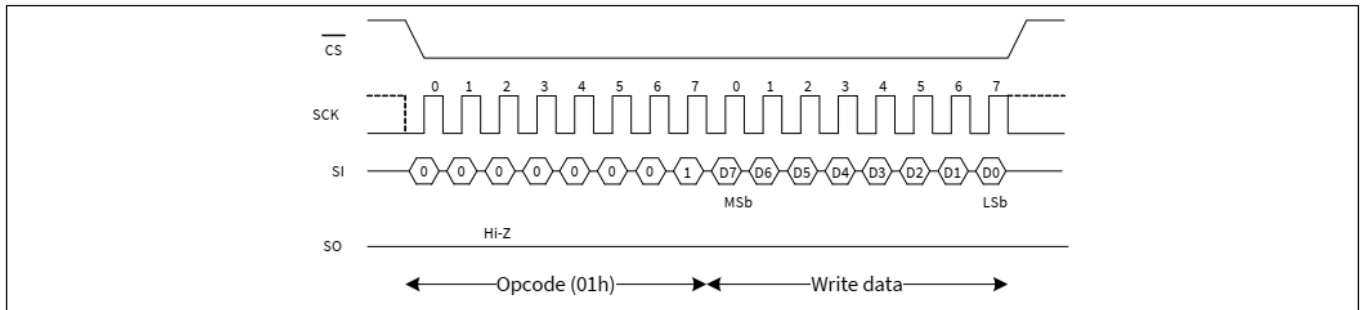 CS
0 1 2 3 4 5 6 7 0 1 2 3 4 5 6 7
SCK
SI 0 0 0 0 0 0 0 1 D7 D6 D5 D4 D3 D2 D1 D0
MSb LSb
Hi-Z
SO
Opcode (01h) Write data